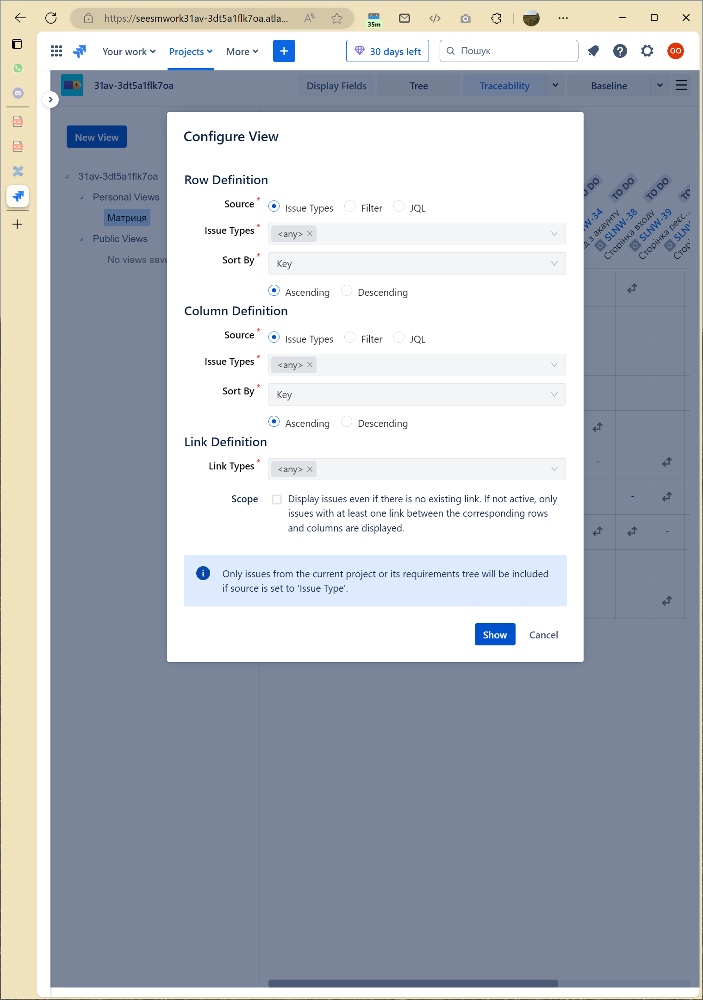 https://seesmwork31av-3dt5a1flk7oa.atla...
35m
Your work
Projects
More
30 days left
Пошук
OO
31av-3dt5a1flk7oa
Display Fields
Tree
Traceability
Baseline
New View
31av-3dt5a1flk7oa
Personal Views
Матриця
Public Views
No views save
Configure View
Row Definition
Source *
Issue Types
Filter
JQL
Issue Types *
<any>
Sort By *
Key
Ascending
Descending
Column Definition
Source *
Issue Types
Filter
JQL
Issue Types *
<any>
Sort By *
Key
Ascending
Descending
Link Definition
Link Types *
<any>
Scope
Display issues even if there is no existing link. If not active, only
issues with at least one link between the corresponding rows
and columns are displayed.
Only issues from the current project or its requirements tree will be included
if source is set to 'Issue Type'.
Show
Cancel
TO DO
TO DO
TO DO
W-34
з акаунту
SLNW-38
Сторінка входу
SLNW-39
Сторінка реєс...
PDF
PDF